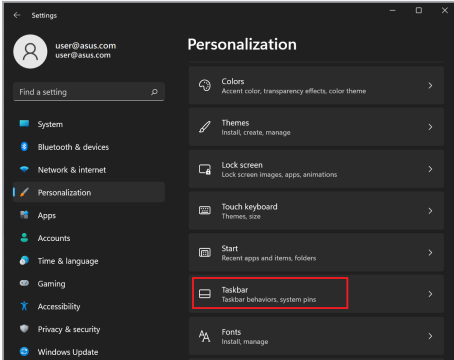 Settings
user@asus.com
user@asus.com
Find a setting
System
Bluetooth & devices
Network & internet
Personalization
Apps
Accounts
Time & language
Gaming
Accessibility
Privacy & security
Windows Update
Personalization
Colors
Accent color, transparency effects, color theme
Themes
Install, create, manage
Lock screen
Lock screen images, apps, animations
Touch keyboard
Themes, size
Start
Recent apps and items, folders
Taskbar
Taskbar behaviors, system pins
Fonts
Install, manage